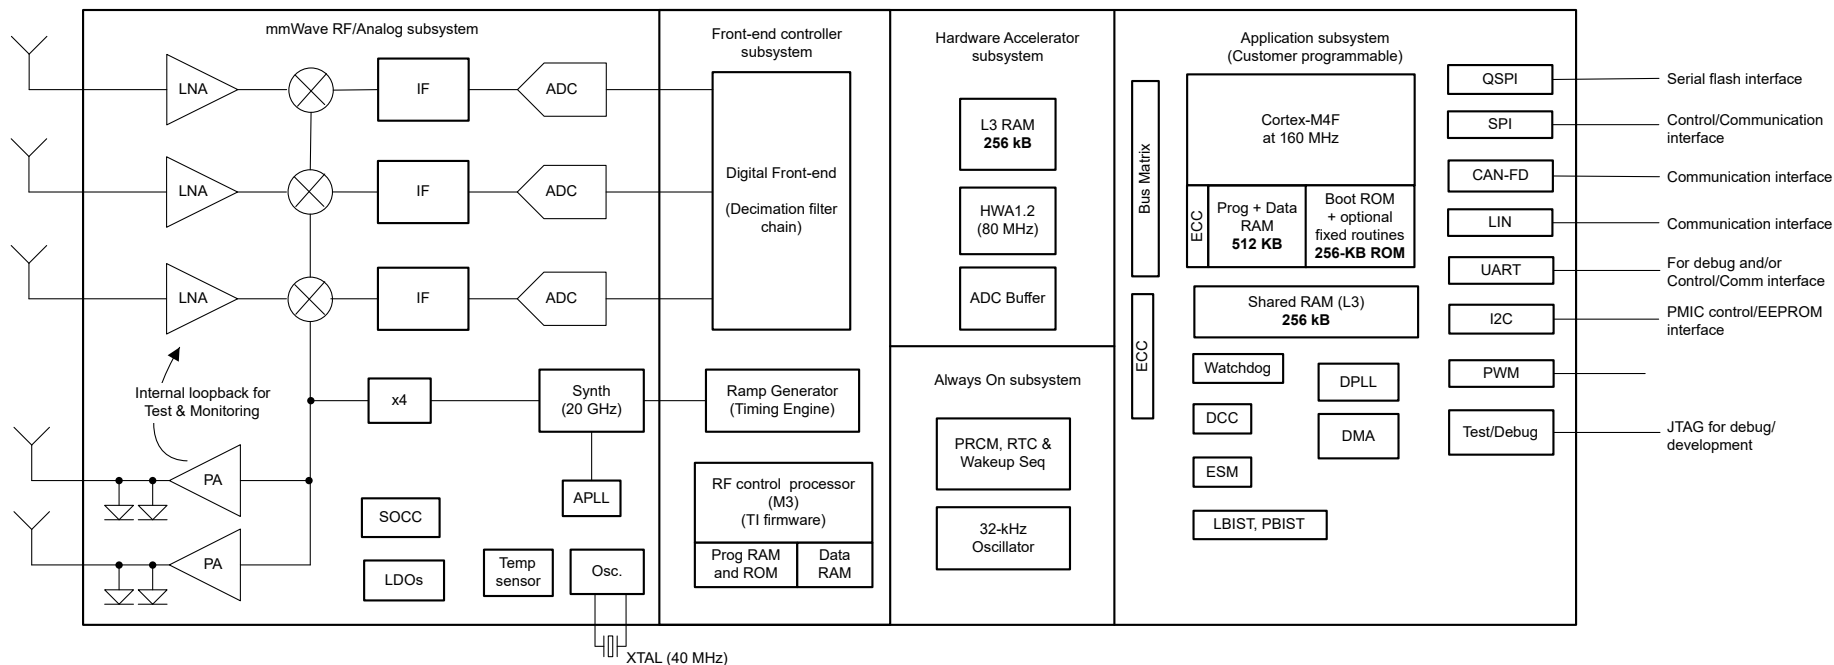 mmWave RF/Analog subsystem
LNA
IF
ADC
LNA
IF
ADC
LNA
IF
ADC
Internal loopback for
Test & Monitoring
x4
Synth
(20 GHz)
PA
APLL
SOCC
PA
LDOs
Temp
sensor
Osc.
XTAL (40 MHz)
Front-end controller
subsystem
Digital Front-end
(Decimation filter
chain)
Ramp Generator
(Timing Engine)
RF control processor
(M3)
(TI firmware)
Prog RAM
and ROM
Data
RAM
Hardware Accelerator
subsystem
L3 RAM
256 kB
HWA1.2
(80 MHz)
ADC Buffer
Always On subsystem
PRCM, RTC &
Wakeup Seq
32-kHz
Oscillator
Application subsystem
(Customer programmable)
Bus Matrix
ECC
Cortex-M4F
at 160 MHz
ECC
Prog + Data
RAM
512 KB
Boot ROM
+ optional
fixed routines
256-KB ROM
Shared RAM (L3)
256 kB
Watchdog
DPLL
DCC
DMA
ESM
LBIST, PBIST
QSPI
Serial flash interface
SPI
Control/Communication
interface
CAN-FD
Communication interface
LIN
Communication interface
UART
For debug and/or
Control/Comm interface
I2C
PMIC control/EEPROM
interface
PWM
Test/Debug
JTAG for debug/
development